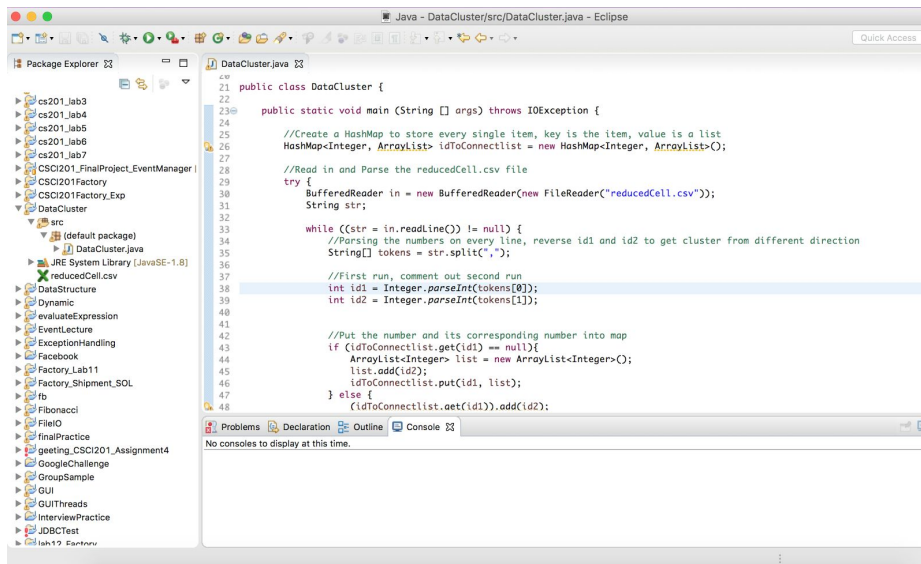 Java - DataCluster/src/DataCluster.java - Eclipse
Quick Access
Package Explorer
cs201_lab3
cs201_lab4
cs201_lab5
cs201_lab6
cs201_lab7
CSCI201_FinalProject_EventManager [
CSCI201Factory
CSCI201Factory_Exp
DataCluster
src
(default package)
DataCluster.java
JRE System Library [JavaSE-1.8]
reducedCell.csv
DataStructure
Dynamic
evaluateExpression
EventLecture
ExceptionHandling
Facebook
Factory_Lab11
Factory_Shipment_SOL
fb
Fibonacci
FileIO
finalPractice
geeting_CSCI201_Assignment4
GoogleChallenge
GroupSample
GUI
GUIThreads
InterviewPractice
JDBCTest
lab12_Factory
DataCluster.java
20
21 public class DataCluster {
22
23 public static void main (String [] args) throws IOException {
24
25 //Create a HashMap to store every single item, key is the item, value is a list
26 HashMap<Integer, ArrayList> idToConnectlist = new HashMap<Integer, ArrayList>();
27
28 //Read in and Parse the reducedCell.csv file
29 try {
30 BufferedReader in = new BufferedReader(new FileReader("reducedCell.csv"));
31 String str;
32
33 while ((str = in.readLine()) != null) {
34 //Parsing the numbers on every line, reverse id1 and id2 to get cluster from different direction
35 String[] tokens = str.split(",");
36
37 //First run, comment out second run
38 int id1 = Integer.parseInt(tokens[0]);
39 int id2 = Integer.parseInt(tokens[1]);
40
41
42 //Put the number and its corresponding number into map
43 if (idToConnectlist.get(id1) == null){
44 ArrayList<Integer> list = new ArrayList<Integer>();
45 list.add(id2);
46 idToConnectlist.put(id1, list);
47 } else {
48 (idToConnectlist.get(id1)).add(id2);
Problems Declaration Outline Console
No consoles to display at this time.